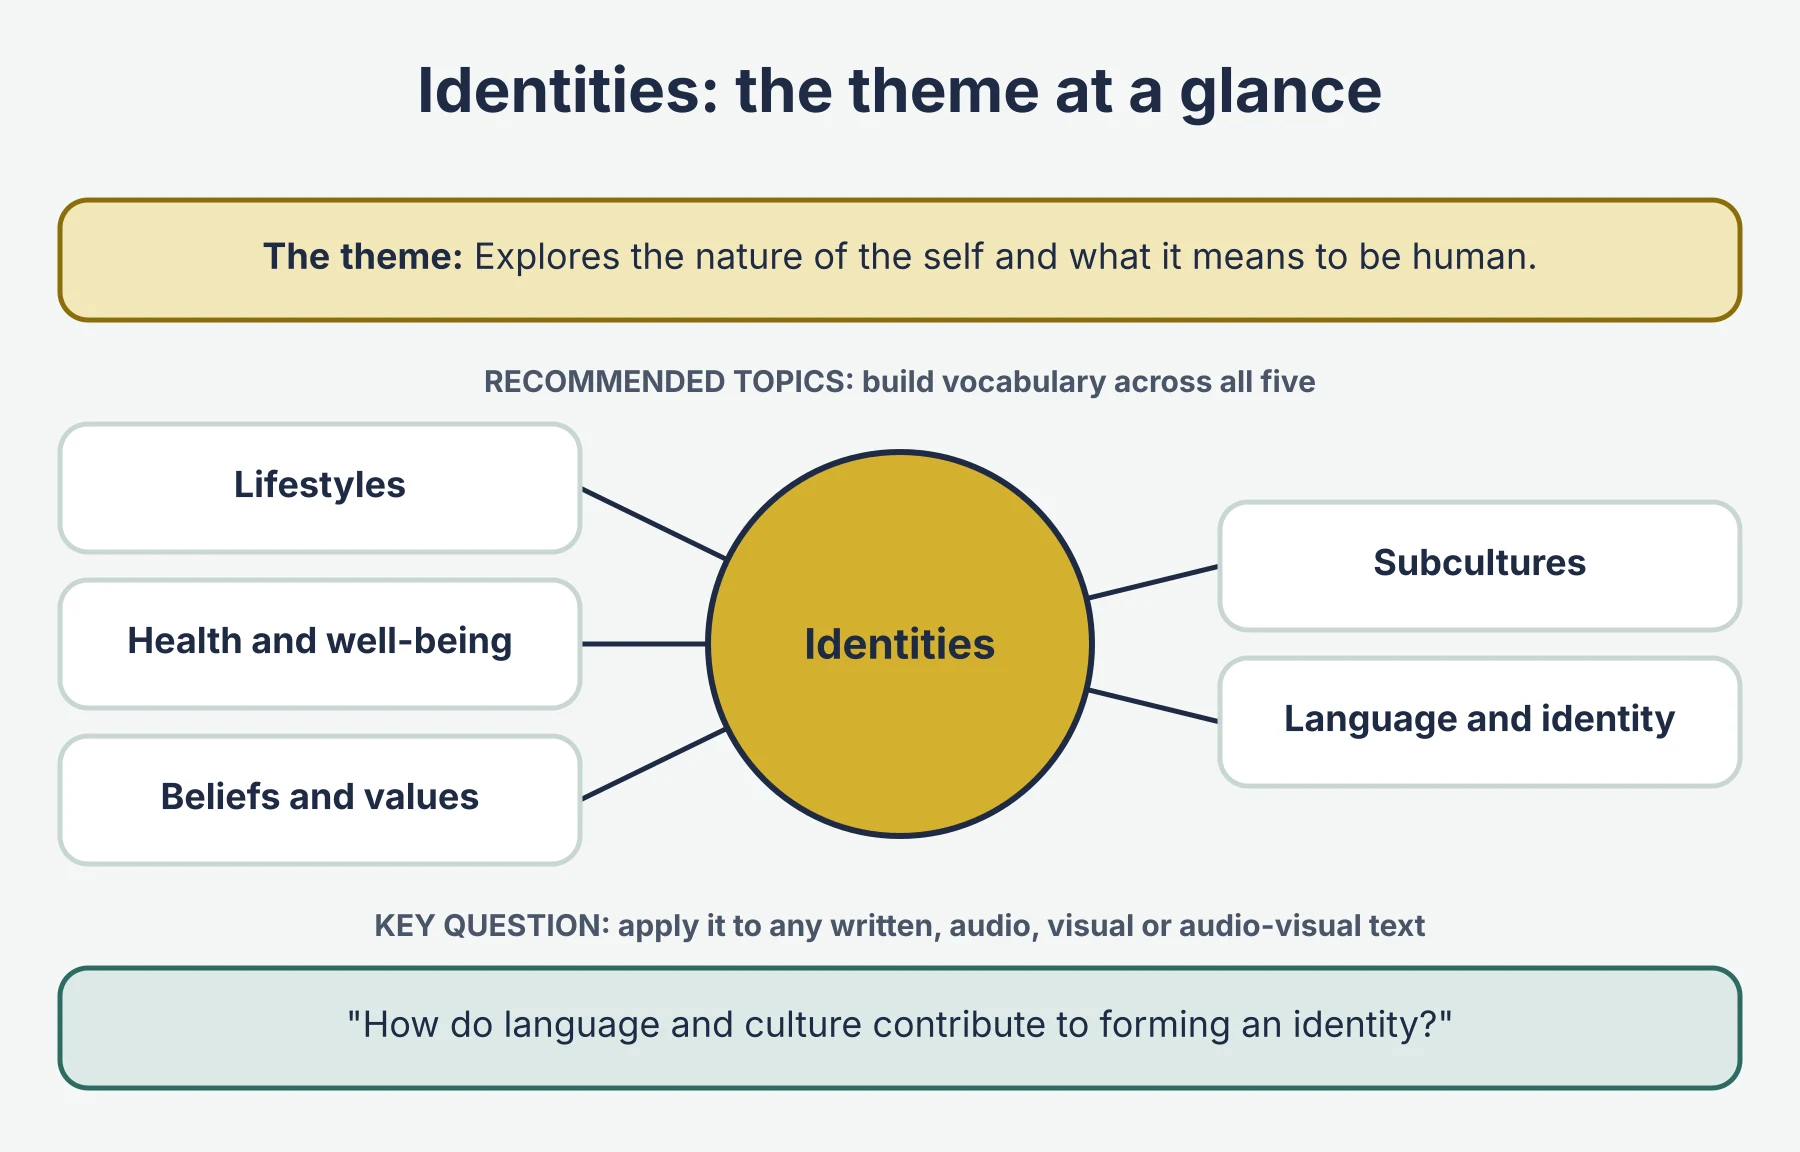 Identities: the theme at a glance
The theme: Explores the nature of the self and what it means to be human.
RECOMMENDED TOPICS: build vocabulary across all five
Lifestyles
Health and well-being
Beliefs and values
Identities
Subcultures
Language and identity
KEY QUESTION: apply it to any written, audio, visual or audio-visual text
"How do language and culture contribute to forming an identity?"